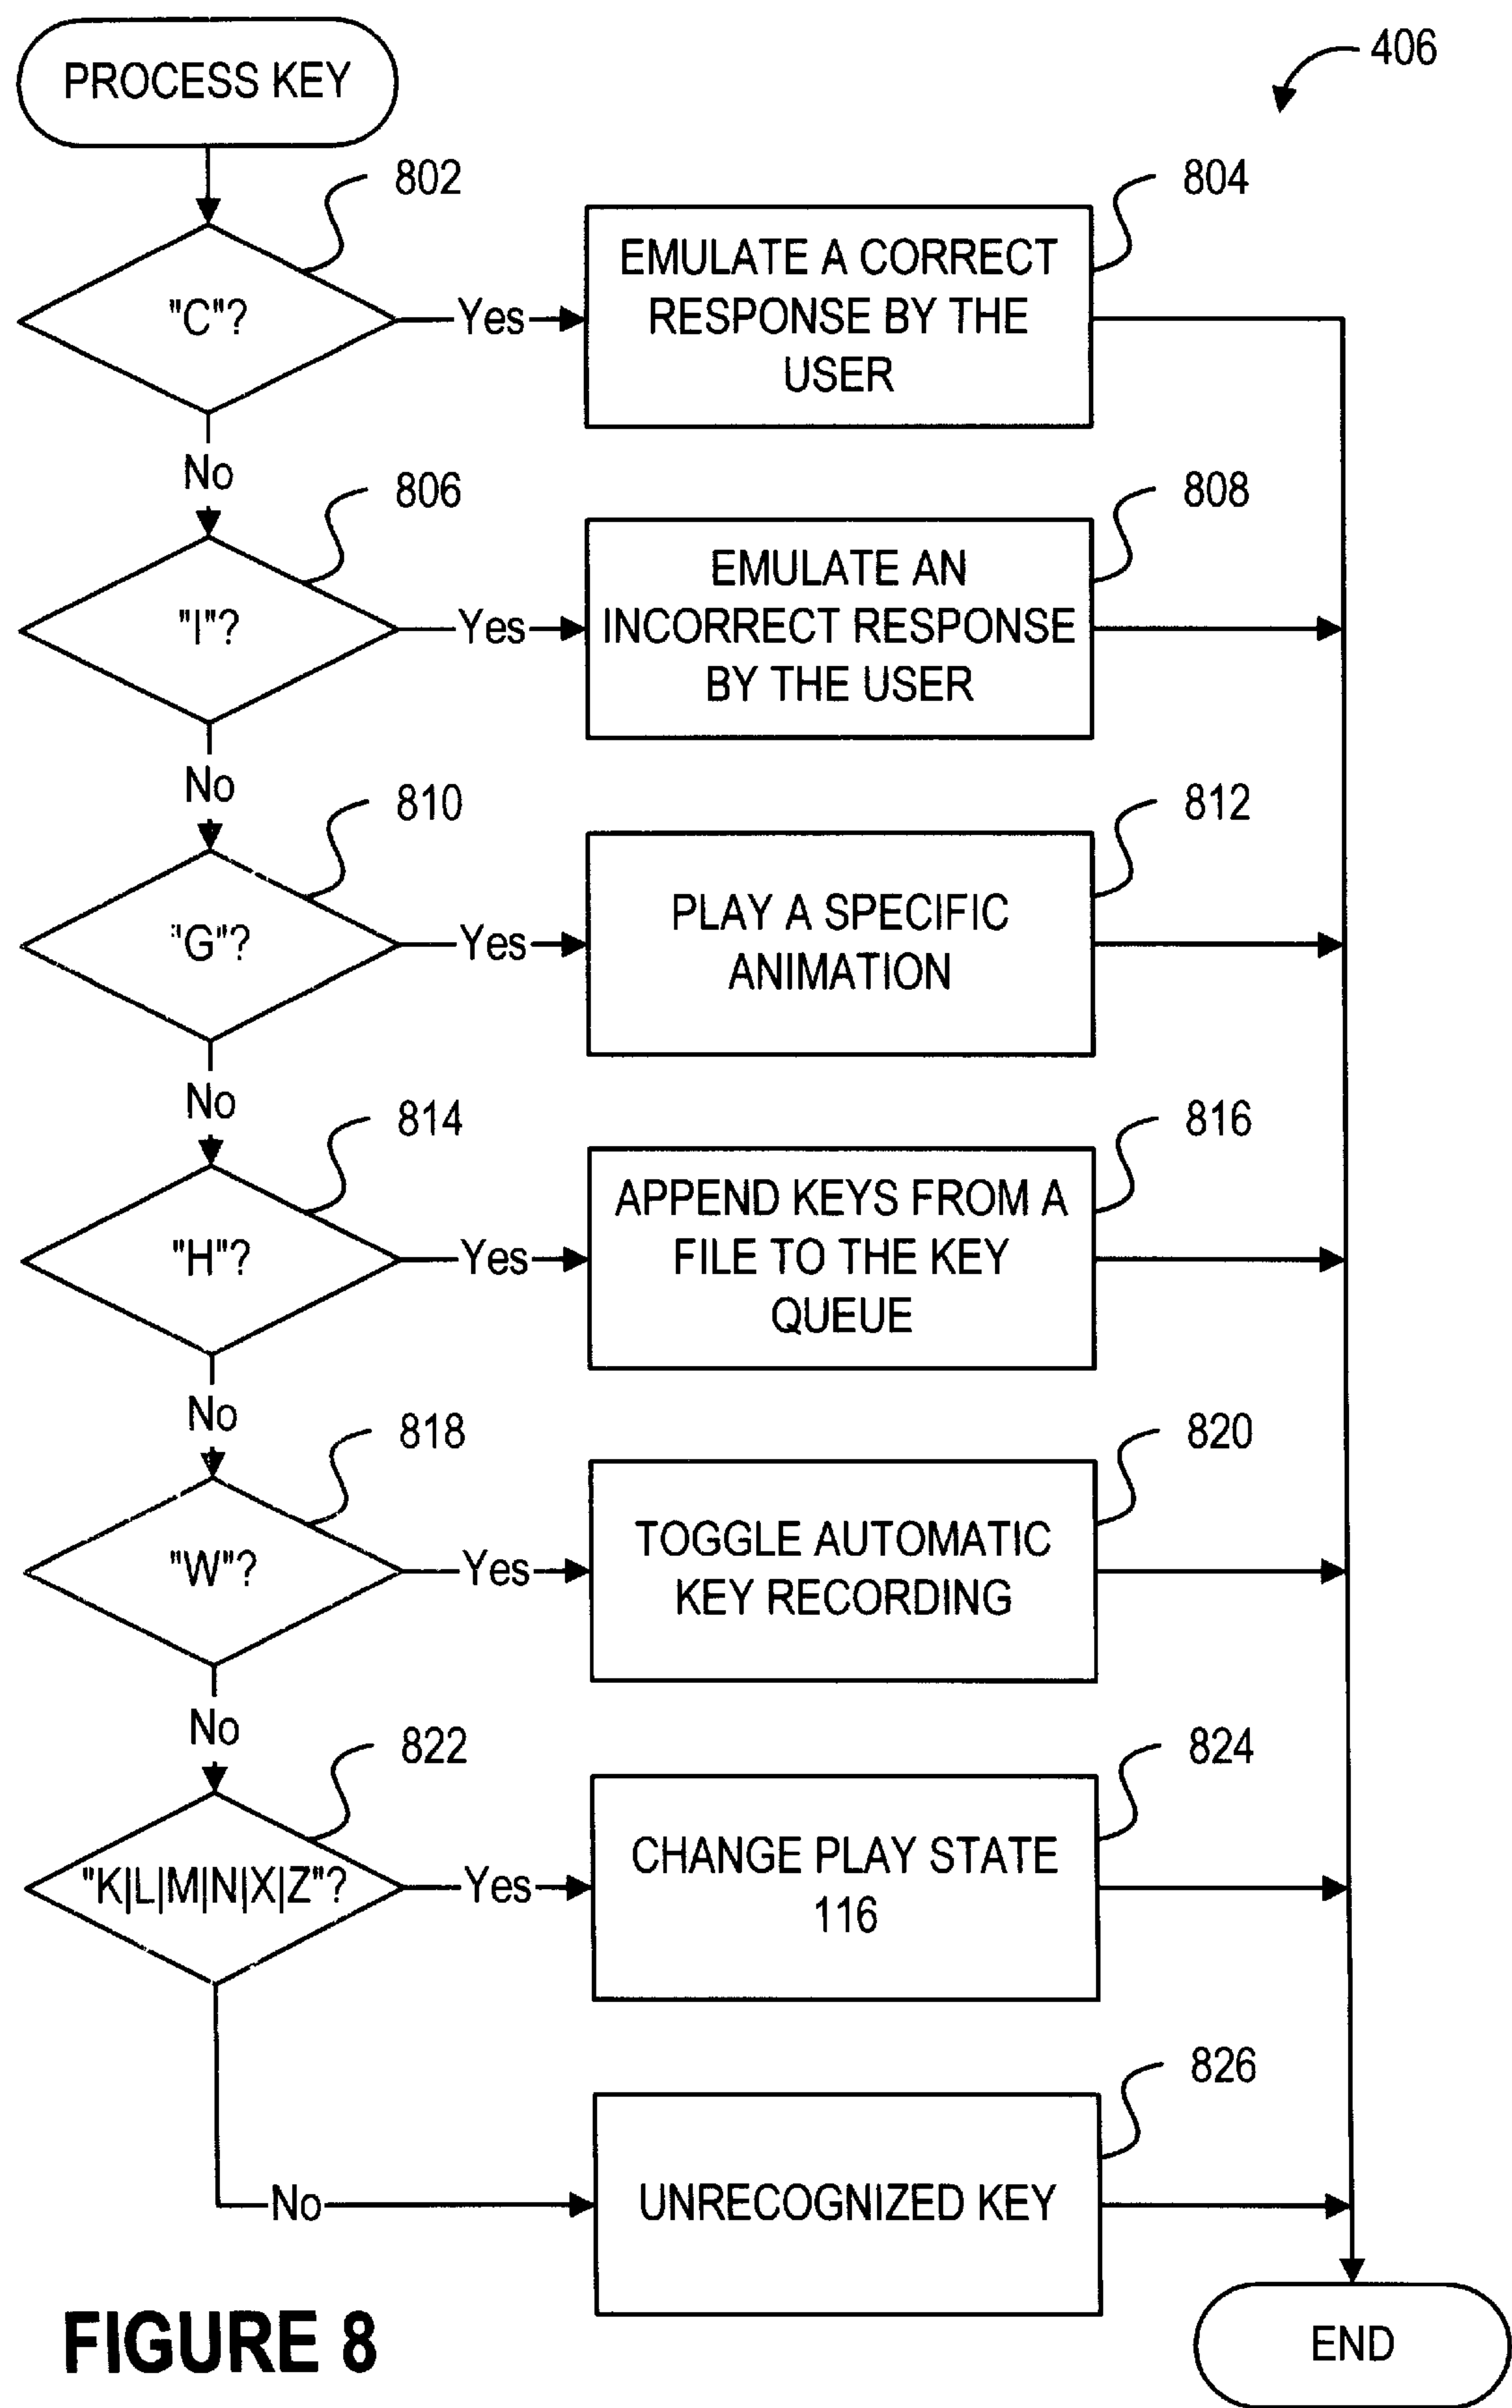 PROCESS KEY
406
802
804
"C"?
Yes
EMULATE A CORRECT
RESPONSE BY THE
USER
No
806
808
"I"?
Yes
EMULATE AN
INCORRECT RESPONSE
BY THE USER
No
810
812
"G"?
Yes
PLAY A SPECIFIC
ANIMATION
No
814
816
"H"?
Yes
APPEND KEYS FROM A
FILE TO THE KEY
QUEUE
No
818
820
"W"?
Yes
TOGGLE AUTOMATIC
KEY RECORDING
No
822
824
"K|L|M|N|X|Z"?
Yes
CHANGE PLAY STATE
116
826
No
UNRECOGNIZED KEY
END
FIGURE 8